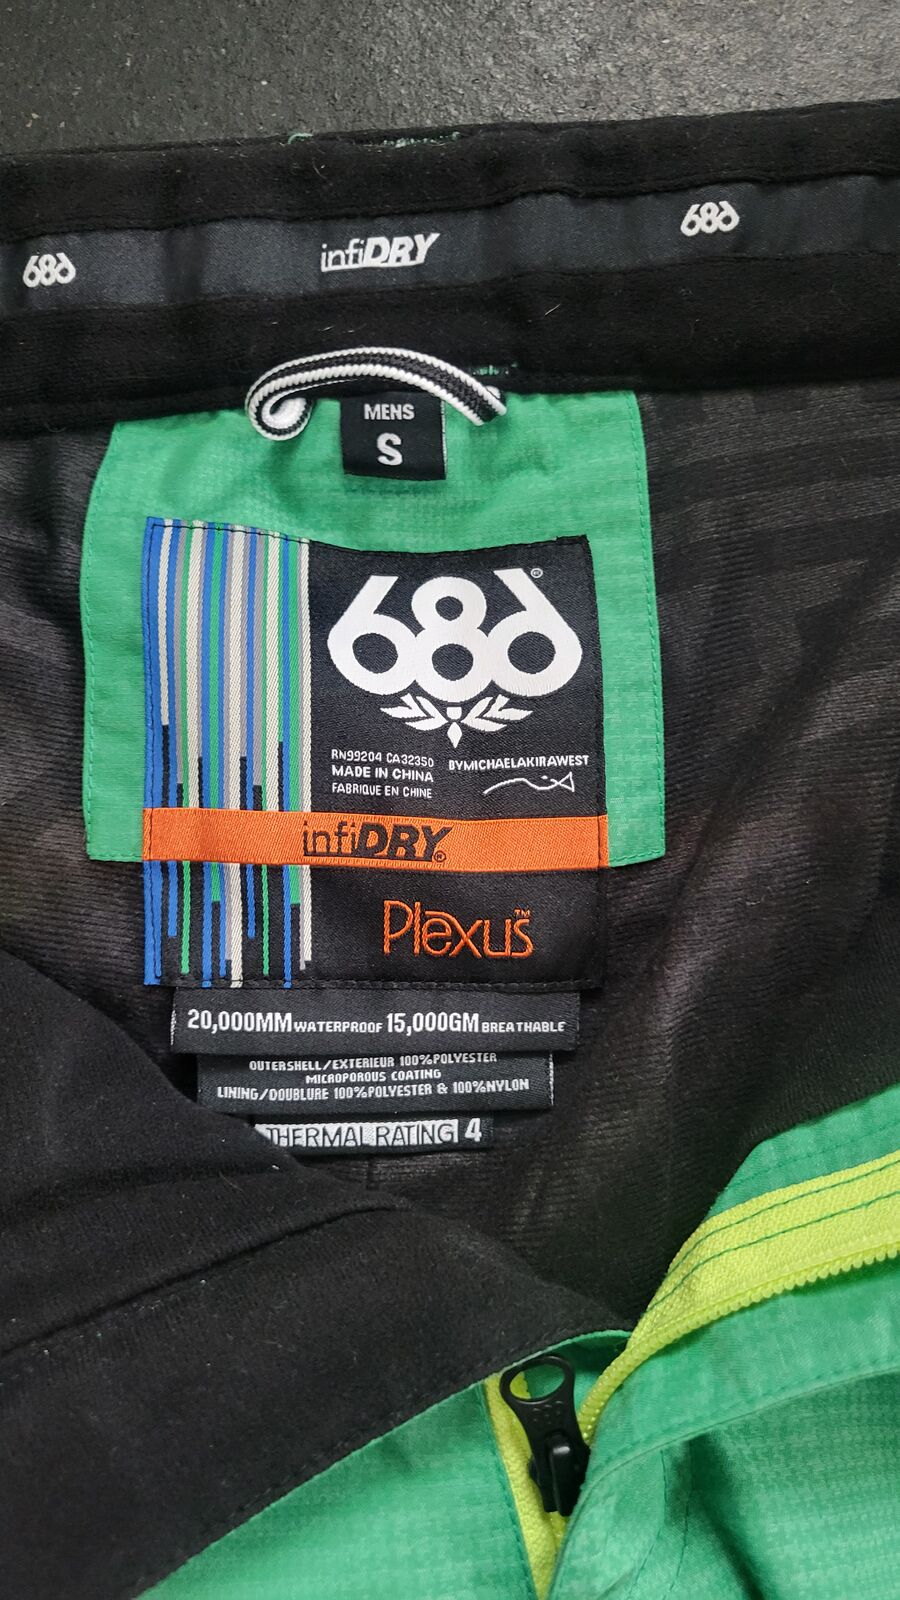 686 infiDRY 686
MENS
S
686®
RN99204 CA32350
MADE IN CHINA
FABRIQUE EN CHINE
BYMICHAELAKIRAWEST
infiDRY®
Plexus™
20,000MM WATERPROOF 15,000GM BREATHABLE
OUTERSHELL/EXTERIEUR 100%POLYESTER
MICROPOROUS COATING
LINING/DOUBLURE 100%POLYESTER & 100%NYLON
THERMAL RATING 4